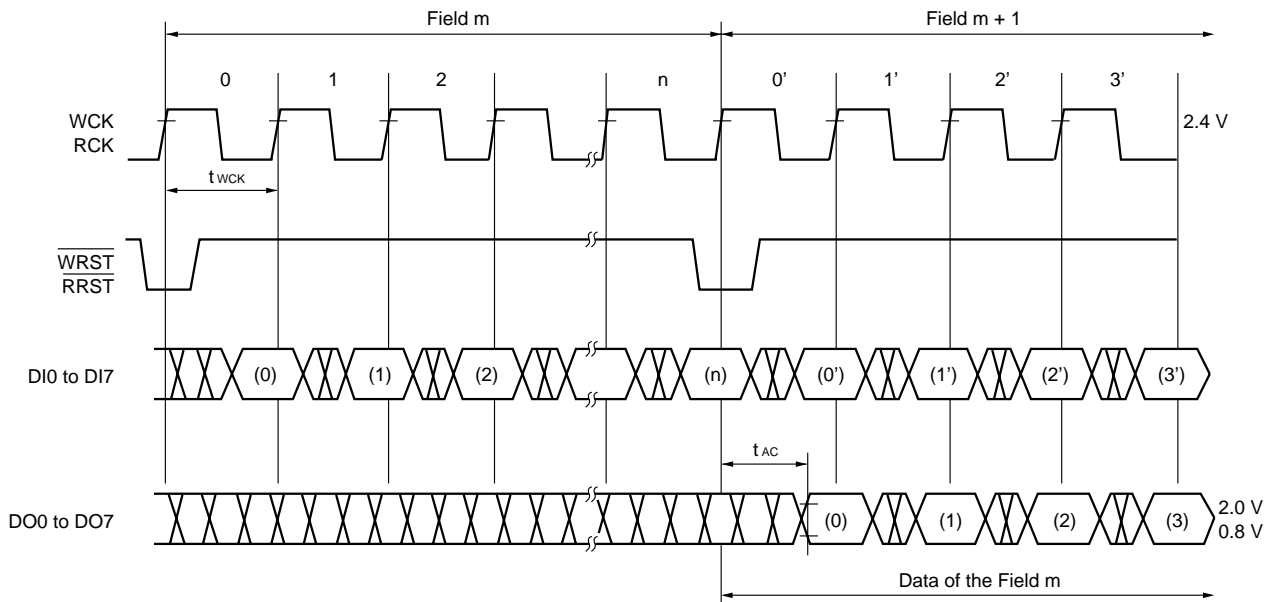 Field m Field m + 1
0 1 2 n 0' 1' 2' 3'
WCK
RCK
2.4 V
t WCK
WRST
RRST
DI0 to DI7 (0) (1) (2) (n) (0') (1') (2') (3')
t AC
DO0 to DO7 (0) (1) (2) (3)
2.0 V
0.8 V
Data of the Field m